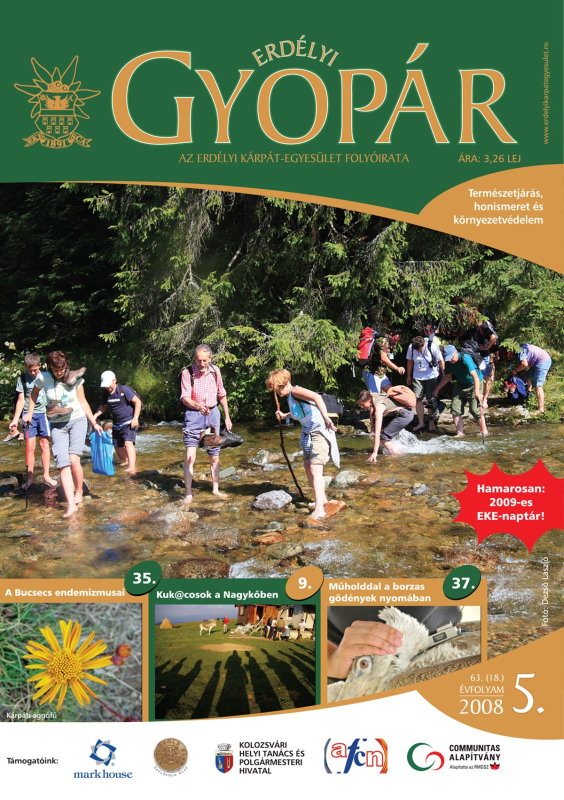 ERDÉLYI
GYOPÁR
EKE 1891
AZ ERDÉLYI KÁRPÁT-EGYESÜLET FOLYÓIRATA
ÁRA: 3,26 LEJ
www.erdelyikarpategyesulet.ro
Természetjárás,
honismeret és
környezetvédelem
Hamarosan:
2009-es
EKE-naptár!
Fotó: Dezső László
35.
A Bucsecs endemizmusai
Kárpáti aggófű
9.
Kuk@cosok a Nagykőben
37.
Műholddal a borzas
gödények nyomában
63. (18.)
ÉVFOLYAM
2008
5.
Támogatóink:
markhouse
KOLOZSVÁRI
HELYI TANÁCS ÉS
POLGÁRMESTERI
HIVATAL
afcn
COMMUNITAS
ALAPÍTVÁNY
Alapította az RMDSZ